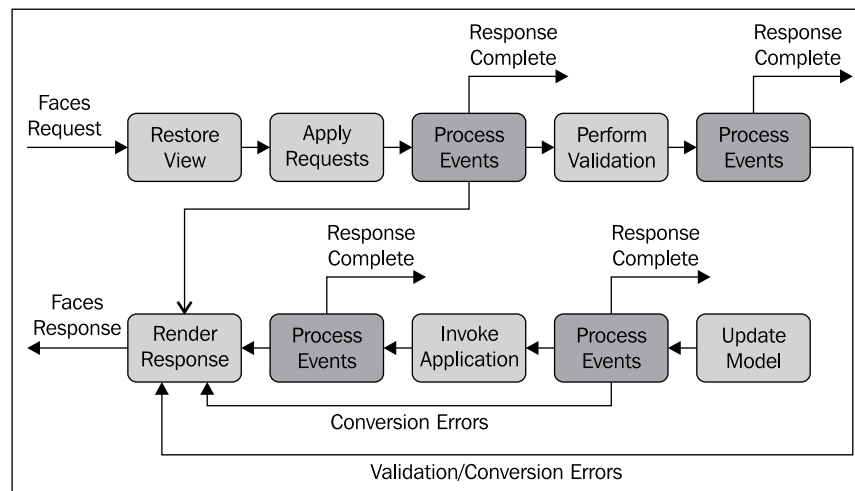 Response
Complete
Response
Complete
Faces
Request
Restore
View
Apply
Requests
Process
Events
Perform
Validation
Process
Events
Response
Complete
Response
Complete
Faces
Response
Render
Response
Process
Events
Invoke
Application
Process
Events
Update
Model
Conversion Errors
Validation/Conversion Errors